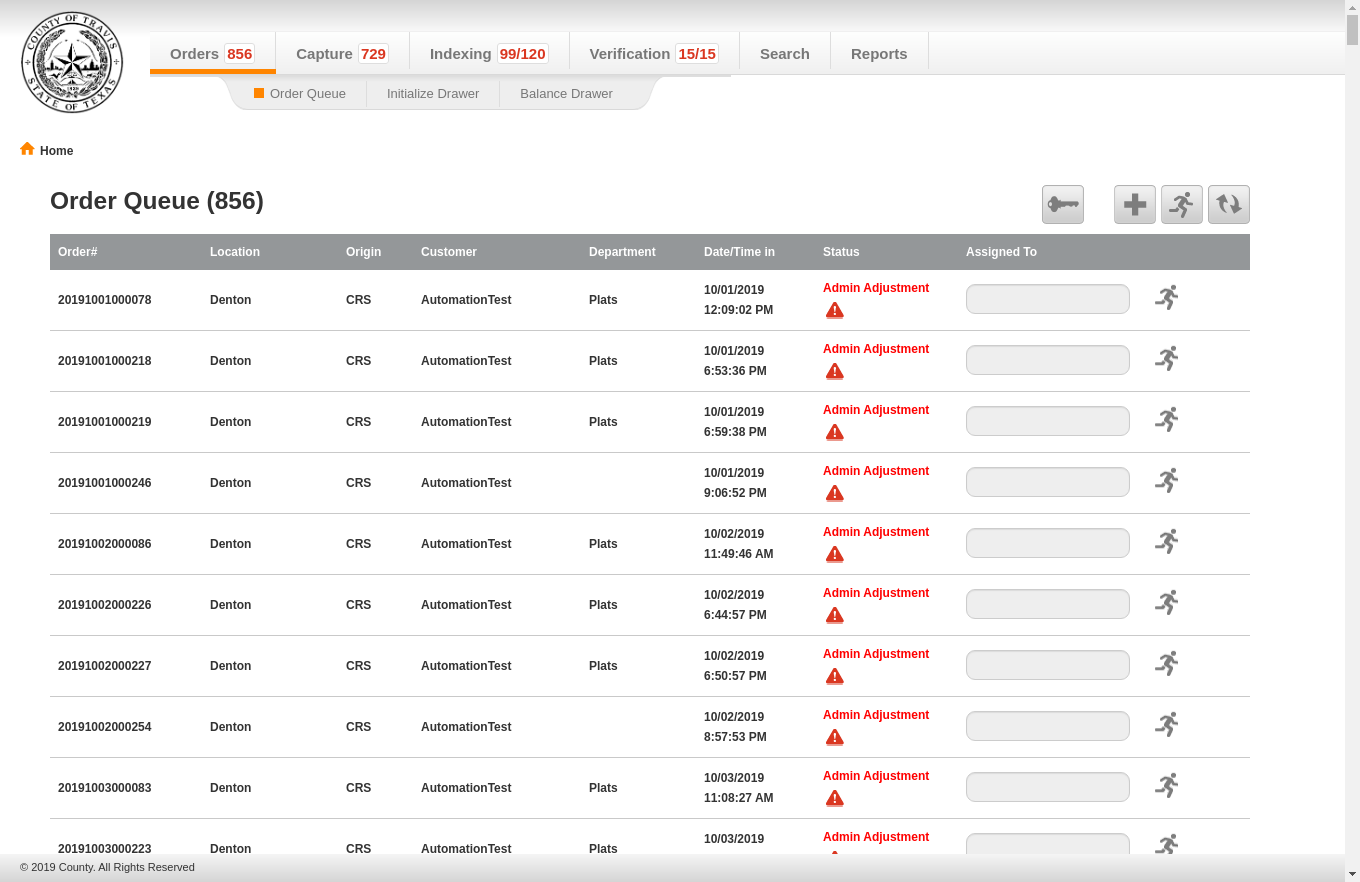 COUNTY OF TRAVIS
STATE OF TEXAS
Orders 856 Capture 729 Indexing 99/120 Verification 15/15 Search Reports
Order Queue Initialize Drawer Balance Drawer
Home
Order Queue (856)
Order# Location Origin Customer Department Date/Time in Status Assigned To
20191001000078 Denton CRS AutomationTest Plats 10/01/2019 12:09:02 PM Admin Adjustment
20191001000218 Denton CRS AutomationTest Plats 10/01/2019 6:53:36 PM Admin Adjustment
20191001000219 Denton CRS AutomationTest Plats 10/01/2019 6:59:38 PM Admin Adjustment
20191001000246 Denton CRS AutomationTest 10/01/2019 9:06:52 PM Admin Adjustment
20191002000086 Denton CRS AutomationTest Plats 10/02/2019 11:49:46 AM Admin Adjustment
20191002000226 Denton CRS AutomationTest Plats 10/02/2019 6:44:57 PM Admin Adjustment
20191002000227 Denton CRS AutomationTest Plats 10/02/2019 6:50:57 PM Admin Adjustment
20191002000254 Denton CRS AutomationTest 10/02/2019 8:57:53 PM Admin Adjustment
20191003000083 Denton CRS AutomationTest Plats 10/03/2019 11:08:27 AM Admin Adjustment
20191003000223 Denton CRS AutomationTest Plats 10/03/2019 Admin Adjustment
© 2019 County. All Rights Reserved